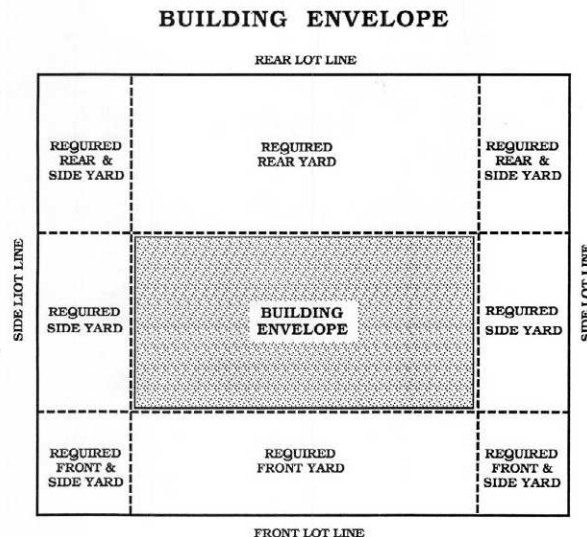 BUILDING ENVELOPE
REAR LOT LINE
REQUIRED
REAR &
SIDE YARD
REQUIRED
REAR YARD
REQUIRED
REAR &
SIDE YARD
SIDE LIOT LINE
REQUIRED
SIDE YARD
BUILDING
ENVELOPE
REQUIRED
SIDE YARD
SIDE LOT LINE
REQUIRED
FRONT &
SIDE YARD
REQUIRED
FRONT YARD
REQUIRED
FRONT &
SIDE YARD
FRONT LOT LINE